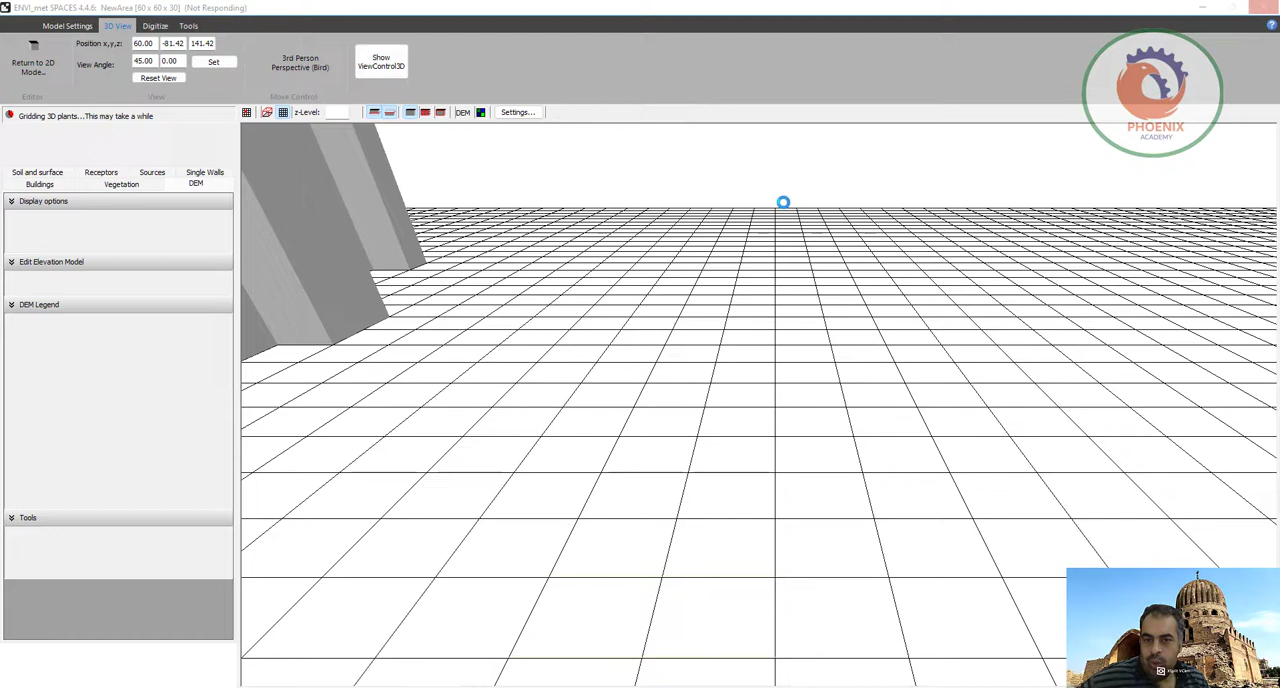 ENVI_met SPACES 4.4.6: NewArea [60 x 60 x 30] (Not Responding)
Model Settings 3D View Digitize Tools
Return to 2D
Mode...
Editor
Position x,y,z: 60.00 -81.42 141.42
View Angle: 45.00 0.00 Set
Reset View
View
3rd Person
Perspective (Bird)
Move Control
Show
ViewControl3D
PHOENIX
ACADEMY
Gridding 3D plants...This may take a while
z-Level:
DEM
Settings...
Soil and surface Receptors Sources Single Walls
Buildings Vegetation DEM
Display options
Edit Elevation Model
DEM Legend
Tools